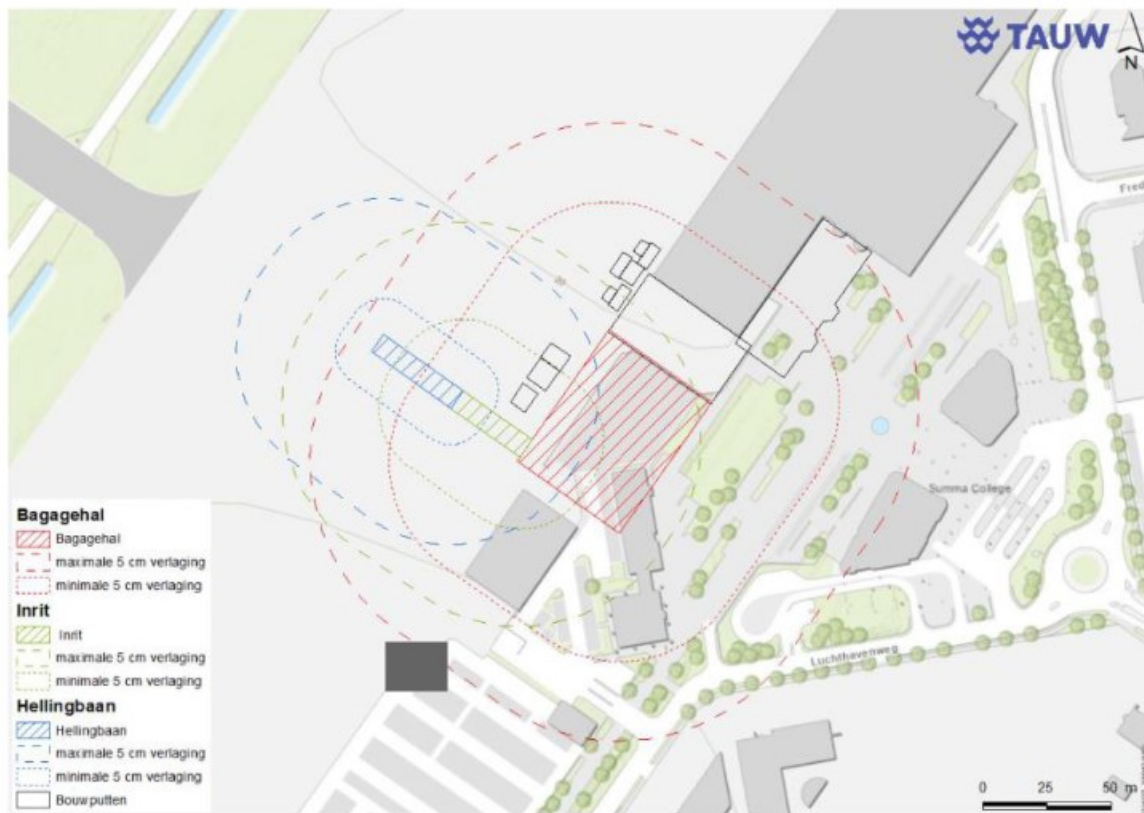 TAUW
N
Fred
20
Summa College
Luchthavenweg
Bagagehal
Bagagehal
maximale 5 cm verlaging
minimale 5 cm verlaging
Inrit
Inrit
maximale 5 cm verlaging
minimale 5 cm verlaging
Hellingbaan
Hellingbaan
maximale 5 cm verlaging
minimale 5 cm verlaging
Bouwputten
0 25 50 m